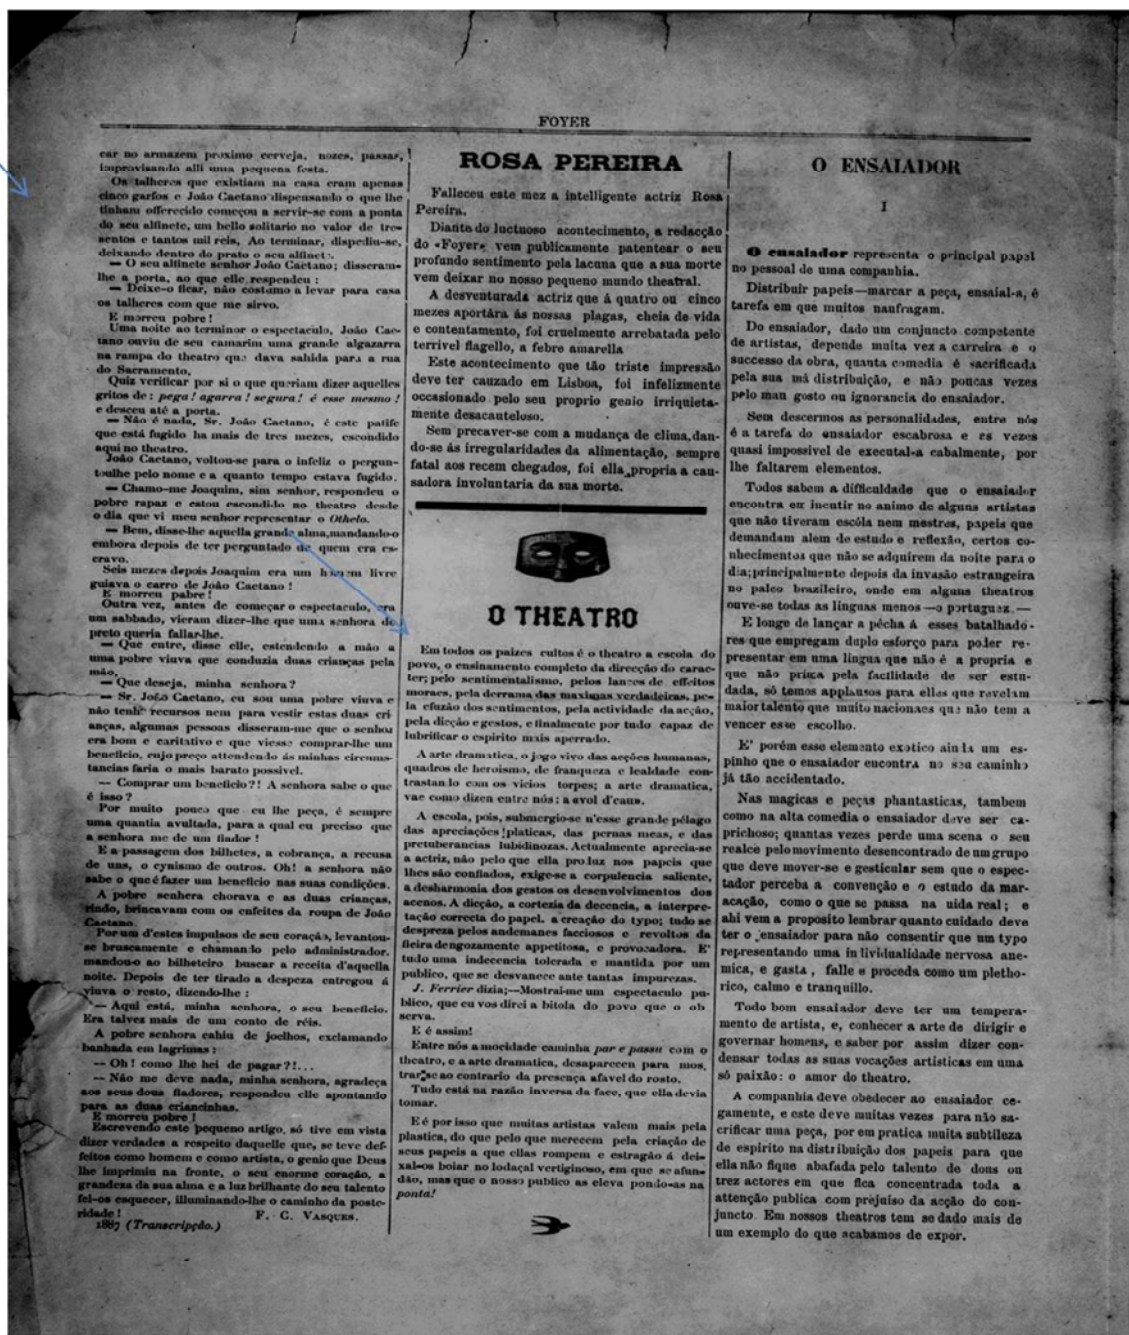 FOYER
car no armazem proximo cerveja, nozes, passas,
improvisando alli uma pequena festa.
Os talheres que existiam na casa eram apenas
cinco garfos e João Caetano dispensando o que lhe
tinham offerecido começou a servir-se com a ponta
do seu alfinete, um bello solitario no valor de tre-
sentos e tantos mil reis, Ao terminar, dispediu-se,
deixando dentro do prato o seu alfinete.
— O seu alfinete senhor João Caetano; disseram-
lhe a porta, ao que elle respendeu :
— Deixe-o ficar, não costumo a levar para casa
os talheres com que me sirvo.
E morreu pobre !
Uma noite ao terminor o espectaculo, João Cae-
tano ouviu de seu camarim uma grande algazarra
na rampa do theatro que dava sahida para a rua
do Sacramento,
Quiz verificar por si o que queriam dizer aquelles
gritos de : pega ! agarra ! segura ! é esse mesmo !
e desceu até a porta.
— Não é nada, Sr. João Caetano, é este patife
que está fugido ha mais de tres mezes, escondido
aqui no theatro.
João Caetano, voltou-se para o infeliz o pergun-
toulhe pelo nome e a quanto tempo estava fugido.
— Chamo-me Joaquim, sim senhor, respondeu o
pobre rapaz e estou escondido no theatro desde
o dia que vi meu senhor representar o Othelo.
— Bem, disse-lhe aquella grande alma,mandando-o
embora depois de ter perguntado de quem era es-
cravo.
Seis mezes depois Joaquim era um homem livre
guiava o carro de João Caetano !
E morreu pabre !
Outra vez, antes de começar o espectaculo, era
um sabbado, vieram dizer-lhe que uma senhora de
preto queria fallar-lhe.
— Que entre, disse elle, estendendo a mão a
uma pobre viuva que conduzia duas crianças pela
mão,
— Que deseja, minha senhora ?
— Sr. João Caetano, eu sou uma pobre viuva e
não tenho recursos nem para vestir estas duas cri
anças, algumas pessoas disseram-me que o senhor
era bom e caritativo e que viesse comprar-lhe um
beneficio, cujo preço attendendo ás minhas circums-
tancias faria o mais barato possivel.
— Comprar um beneficio?! A senhora sabe o que
é isso ?
Por muito pouco que eu lhe peça, é sempre
uma quantia avultada, para a qual eu preciso que
a senhora me de um fiador !
E a passagem dos bilhetes, a cobrança, a recusa
de uns, o cynismo de outros. Oh! a senhora não
sabe o que é fazer um beneficio nas suas condições.
A pobre senhera chorava e as duas crianças,
rindo, brincavam com os enfeites da roupa de João
Caetano.
Por um d'estes impulsos de seu coração, levantou-
se bruscamente e chamando pelo administrador.
mandou-o ao bilheteiro buscar a receita d'aquella
noite. Depois de ter tirado a despeza entregou á
viuva o resto, dizendo-lhe :
— Aqui está, minha senhora, o seu beneficio.
Era talvez mais de um conto de réis.
A pobre senhora cahiu de joelhos, exclamando
banhada em lagrimas :
— Oh ! como lhe hei de pagar ?!...
— Não me deve nada, minha senhora, agradeça
aos seus dous fiadores, respondeu elle apontando
para as duas criancinhas.
E morreu pobre !
Escrevendo este pequeno artigo, só tive em vista
dizer verdades a respeito daquelle que, se teve def-
feitos como homem e como artista, o genio que Deus
lhe imprimiu na fronte, o seu enorme coração, a
grandeza da sua alma e a luz brilhante do seu talento
fel-os esquecer, illuminando-lhe o caminho da poste-
ridade !
F. C. VASQUES.
1887 (Transcripção.)
ROSA PEREIRA
Falleceu este mez a intelligente actriz Rosa
Pereira.
Diante do luctuoso acontecimento, a redacção
do «Foyer» vem publicamente patentear o seu
profundo sentimento pela lacuna que a sua morte
vem deixar no nosso pequeno mundo theatral.
A desventurada actriz que á quatro ou cinco
mezes aportára ás nossas plagas, cheia de vida
e contentamento, foi cruelmente arrebatada pelo
terrivel flagello, a febre amarella
Este acontecimento que tão triste impressão
deve ter cauzado em Lisboa, foi infelizmente
occasionado pelo seu proprio genio irriquieta-
mente desacauteloso.
Sem precaver-se com a mudança de clima,dan-
do-se ás irregularidades da alimentação, sempre
fatal aos recem chegados, foi ella propria a cau-
sadora involuntaria da sua morte.
O THEATRO
Em todos os paizes cultos é o theatro a escola do
povo, o ensinamento completo da direcção do carac-
ter; pelo sentimentalismo, pelos lances de effeitos
moraes, pela derrama das maximas verdadeiras, pe-
la efuzão dos sentimentos, pela actividade da acção,
pela dicção e gestos, e finalmente por tudo capaz de
lubrificar o espirito mais aperrado.
A arte dramatica, o jogo vivo das acções humanas,
quadros de heroismo, de franqueza e lealdade con-
trastando com os vicios torpes; a arte dramatica,
vae como dizen entre nós : a «vol d'eau».
A escola, pois, submergio-se n'esse grande pélago
das apreciações platicas, das pernas meas, e das
pretuberancias lubidinozas. Actualmente aprecia-se
a actriz, não pelo que ella produz nos papeis que
lhes são confiados, exige-se a corpulencia saliente,
a desharmonia dos gestos os desenvolvimentos dos
acenos. A dicção, a cortezia da decencia, a interpre-
tação correcta do papel, a creação do typo; tudo se
despreza pelos andemanes facciosos e revoltos da
fieira dengozamente appetitosa, e provocadora. E'
tudo uma indecencia tolerada e mantida por um
publico, que se desvanece ante tantas impurezas.
J. Ferrier dizia;—Mostrai-me um espectaculo pu-
blico, que eu vos direi a bitola do povo que o ob
serva.
E é assim!
Entre nós a mocidade caminha par e passu com o
theatro, e a arte dramatica, desaparecen para mos,
trar-se ao contrario da presença afavel do rosto.
Tudo está na razão inversa da face, que ella devia
tomar.
E é por isso que muitas artistas valem mais pela
plastica, do que pelo que merecem pela criação de
seus papeis a que ellas rompem e estragão á dei-
xal-os boiar no lodaçal vertiginoso, em que se afun-
dão, mas que o nosso publico as eleva pondo-as na
ponta!
O ENSAIADOR
I
O ensaiador representa o principal papel
no pessoal de uma companhia.
Distribuir papeis—marcar a peça, ensaial-a, é
tarefa em que muitos naufragam.
Do ensaiador, dado um conjuncto competente
de artistas, depende muita vez a carreira e o
successo da obra, quanta comedia é sacrificada
pela sua má distribuição, e não poucas vezes
pelo mau gosto ou ignorancia do ensaiador.
Sem descermos as personalidades, entre nós
é a tarefa do ensaiador escabrosa e as vezes
quasi impossivel de executal-a cabalmente, por
lhe faltarem elementos.
Todos sabem a difficuldade que o ensaiador
encontra em incutir no animo de alguns artistas
que não tiveram escóla nem mestres, papeis que
demandam alem de estudo e reflexão, certos co-
nhecimentos que não se adquirem da noite para o
dia; principalmente depois da invasão estrangeira
no palco brazileiro, onde em alguns theatros
ouve-se todas as linguas menos —o portuguez.—
E longe de lançar a pécha á esses batalhado-
res que empregam duplo esforço para poder re-
presentar em uma lingua que não é a propria e
que não prima pela facilidade de ser estu-
dada, só temos applausos para elles que revelam
maior talento que muito nacionaes que não tem a
vencer esse escolho.
E' porém esse elemento exotico ainda um es-
pinho que o ensaiador encontra no seu caminho
já tão accidentado.
Nas magicas e peças phantasticas, tambem
como na alta comedia o ensaiador deve ser ca-
prichoso; quantas vezes perde uma scena o seu
realce pelo movimento desencontrado de um grupo
que deve mover-se e gesticular sem que o espec-
tador perceba a convenção e o estudo da mar-
acação, como o que se passa na uida real; e
ahi vem a proposito lembrar quanto cuidado deve
ter o ensaiador para não consentir que um typo
representando uma individualidade nervosa ane-
mica, e gasta , falle e proceda como um pletho-
rico, calmo e tranquillo.
Todo bom ensaiador deve ter um tempera-
mento de artista, e, conhecer a arte de dirigir e
governar homens, e saber por assim dizer con-
densar todas as suas vocações artísticas em uma
só paixão: o amor do theatro.
A companhia deve obedecer ao ensaiador ce-
gamente, e este deve muitas vezes para não sa-
crificar uma peça, por em pratica muita subtileza
de espirito na distribuição dos papeis para que
ella não fique abafada pelo talento de dous ou
trez actores em que fica concentrada toda a
attenção publica com prejuiso da acção do con-
juncto. Em nossos theatros tem se dado mais de
um exemplo do que acabamos de expor.